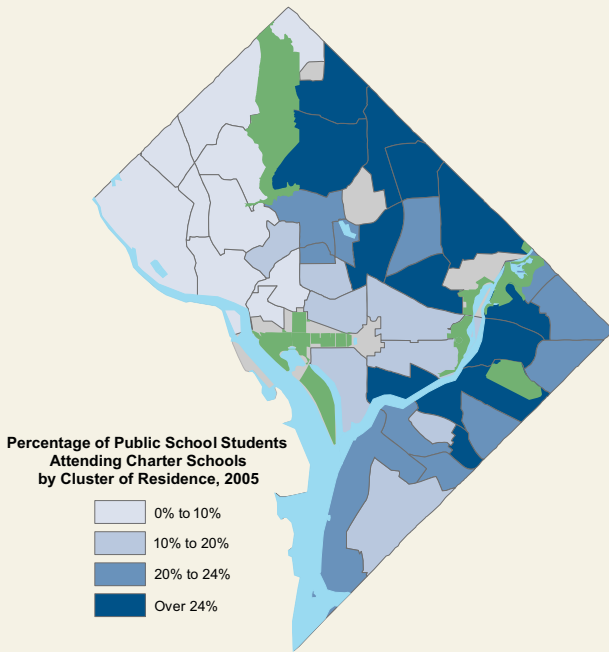 Percentage of Public School Students
Attending Charter Schools
by Cluster of Residence, 2005
0% to 10%
10% to 20%
20% to 24%
Over 24%